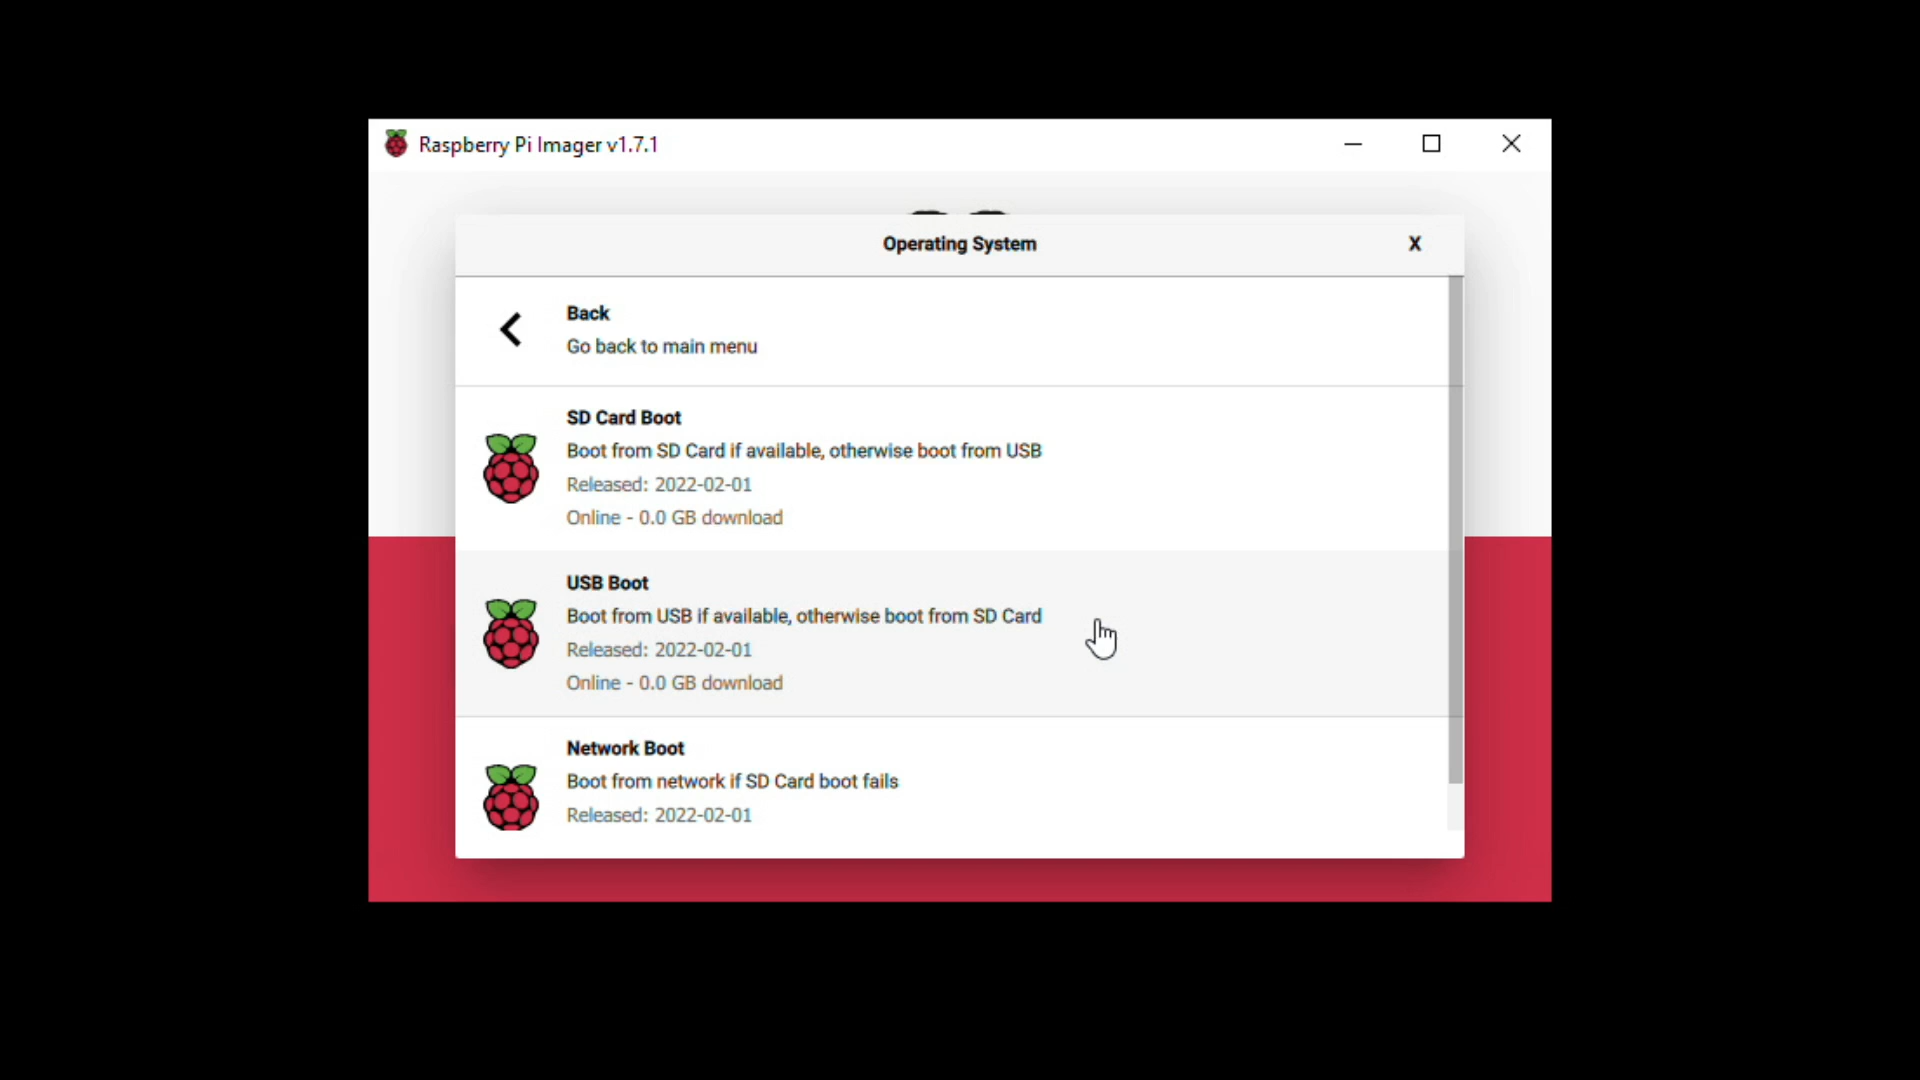 Raspberry Pi Imager v1.7.1
Operating System
X
Back
Go back to main menu
SD Card Boot
Boot from SD Card if available, otherwise boot from USB
Released: 2022-02-01
Online - 0.0 GB download
USB Boot
Boot from USB if available, otherwise boot from SD Card
Released: 2022-02-01
Online - 0.0 GB download
Network Boot
Boot from network if SD Card boot fails
Released: 2022-02-01